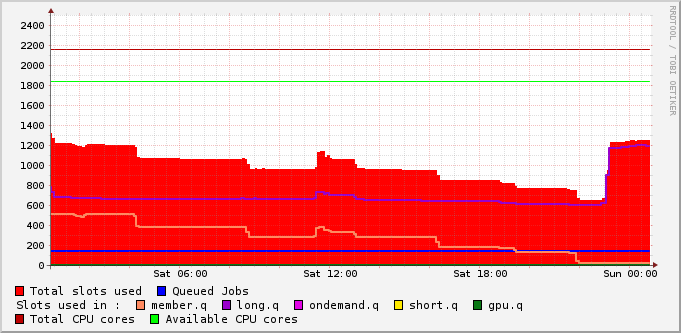 RRDTOOL / TOBI OETIKER
2400
2200
2000
1800
1600
1400
1200
1000
800
600
400
200
0
Sat 06:00 Sat 12:00 Sat 18:00 Sun 00:00
Total slots used Queued Jobs
Slots used in : member.q long.q ondemand.q short.q gpu.q
Total CPU cores Available CPU cores